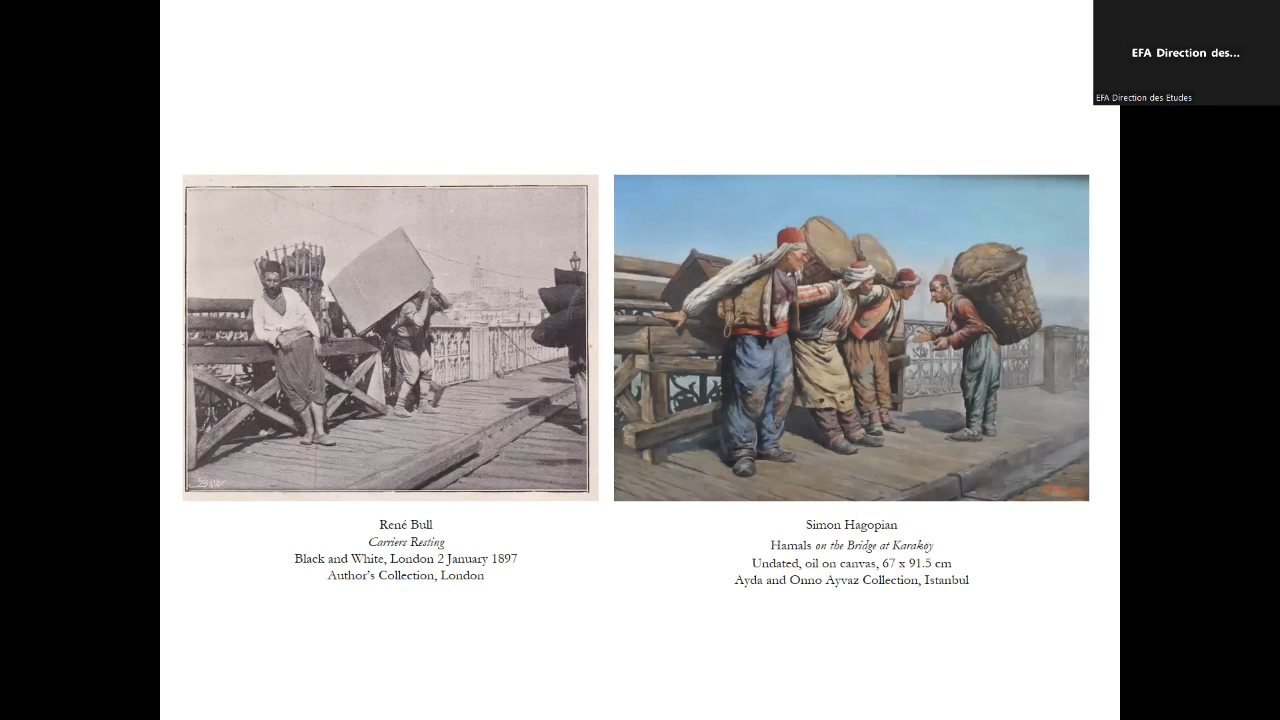 EFA Direction des...
EFA Direction des Etudes
René Bull
Carriers Resting
Black and White, London 2 January 1897
Author's Collection, London
Simon Hagopian
Hamals on the Bridge at Karaköy
Undated, oil on canvas, 67 x 91.5 cm
Ayda and Onno Ayvaz Collection, Istanbul